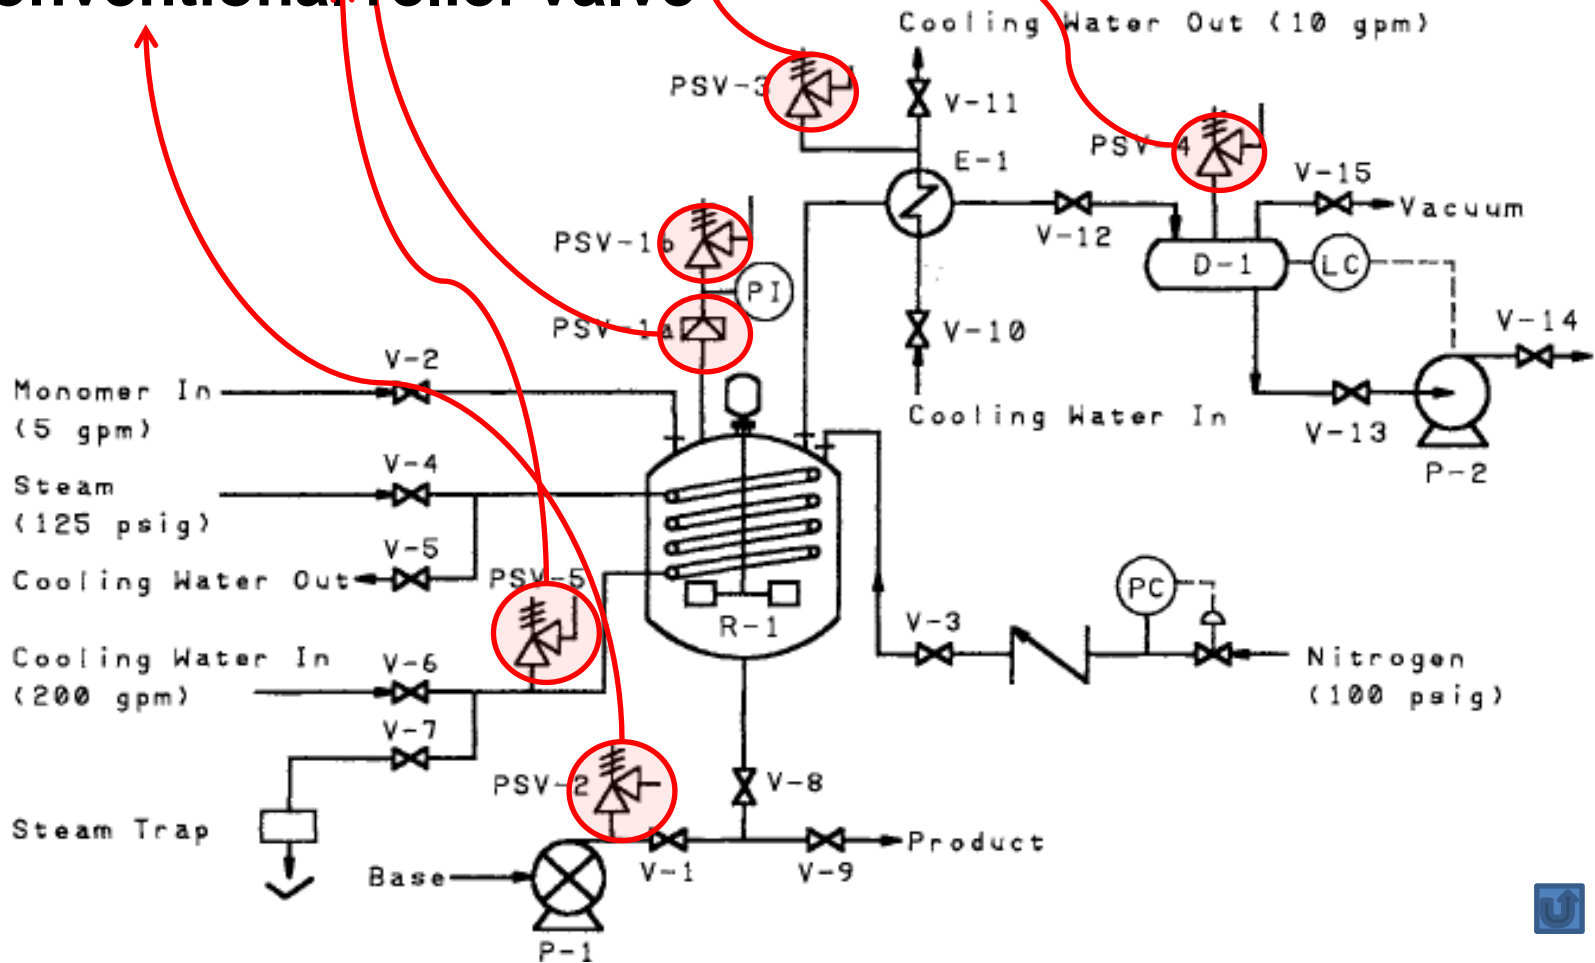 Cooling Water Out (10 gpm)
PSV-3
V-11
PSV-4
E-1
V-15
Vacuum
PSV-1b
V-12
D-1
LC
PI
PSV-1a
V-10
V-14
V-2
Monomer In
(5 gpm)
Cooling Water In
V-13
V-4
P-2
Steam
(125 psig)
V-5
Cooling Water Out
PSV-5
PC
R-1
V-3
Cooling Water In
(200 gpm)
V-6
Nitrogen
(100 psig)
V-7
PSV-2
V-8
Steam Trap
Product
Base
V-1
V-9
P-1